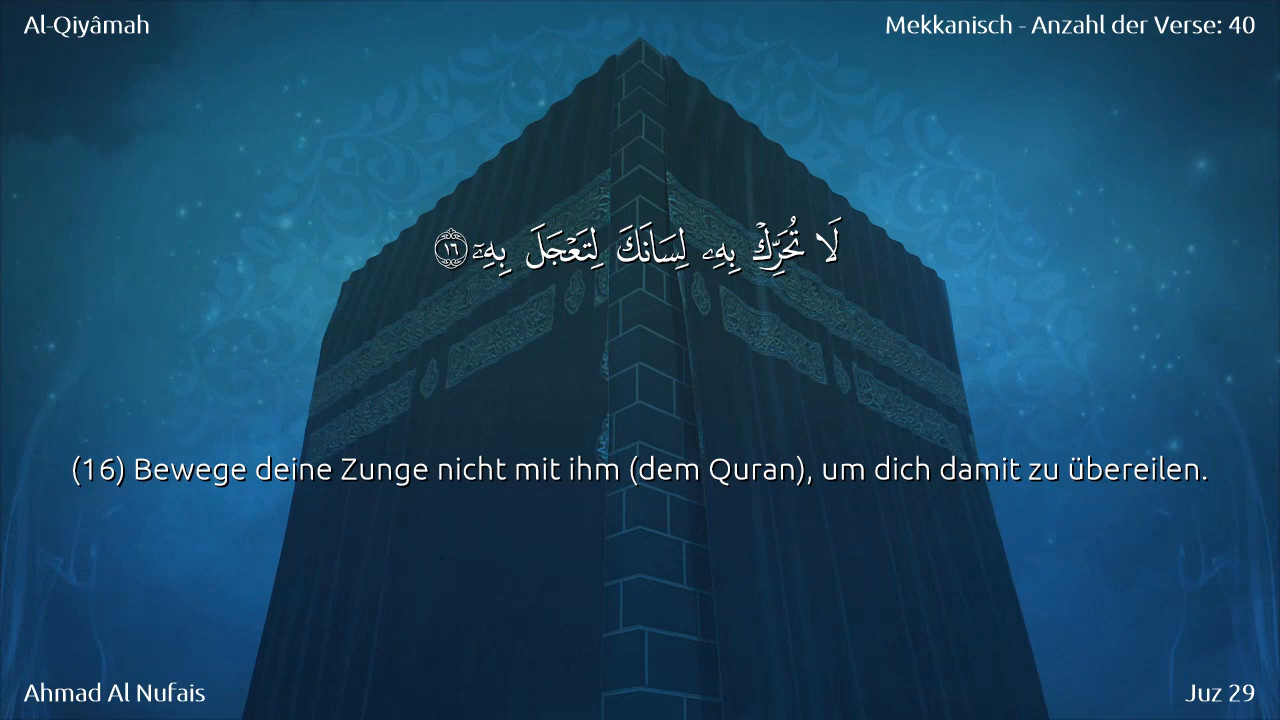 Al-Qiyâmah
Mekkanisch - Anzahl der Verse: 40
لَا تُحَرِّكْ بِهِۦ لِسَانَكَ لِتَعْجَلَ بِهِۦٓ ١٦
(16) Bewege deine Zunge nicht mit ihm (dem Quran), um dich damit zu übereilen.
Ahmad Al Nufais
Juz 29